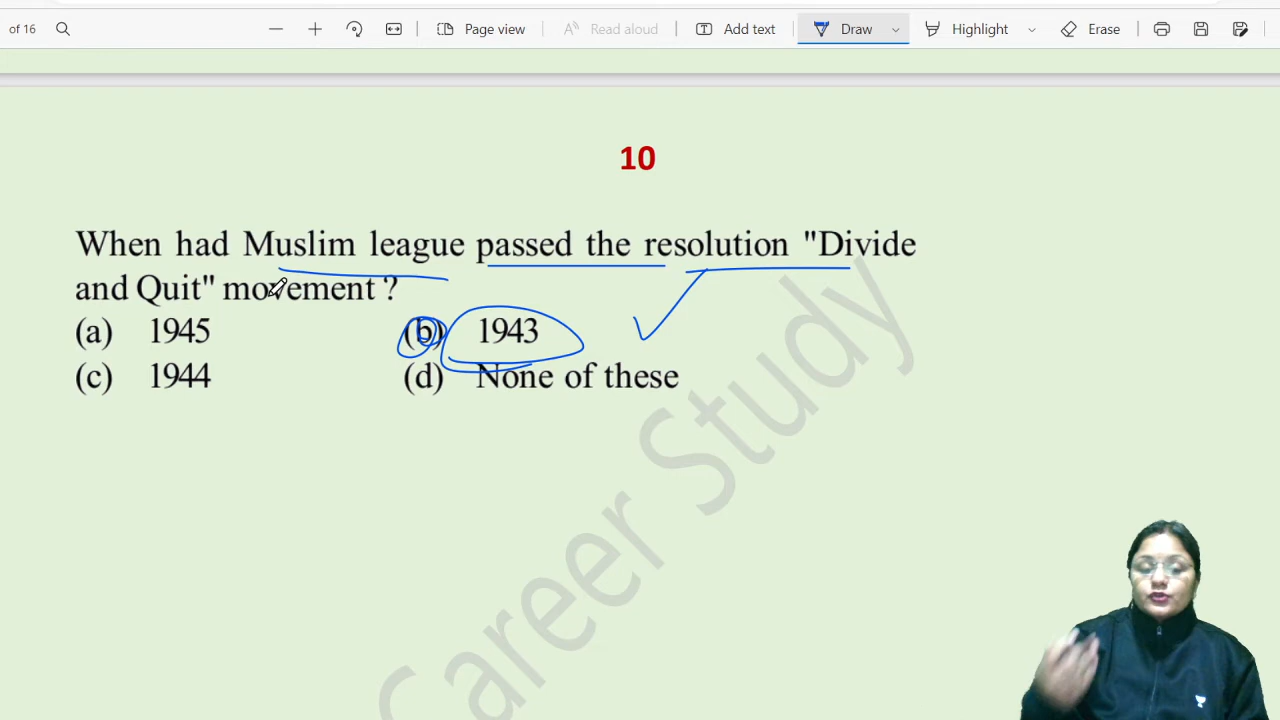 of 16
Page view
Read aloud
Add text
Draw
Highlight
Erase
10
When had Muslim league passed the resolution "Divide
and Quit" movement ?
(a) 1945 (b) 1943
(c) 1944 (d) None of these
Career Study